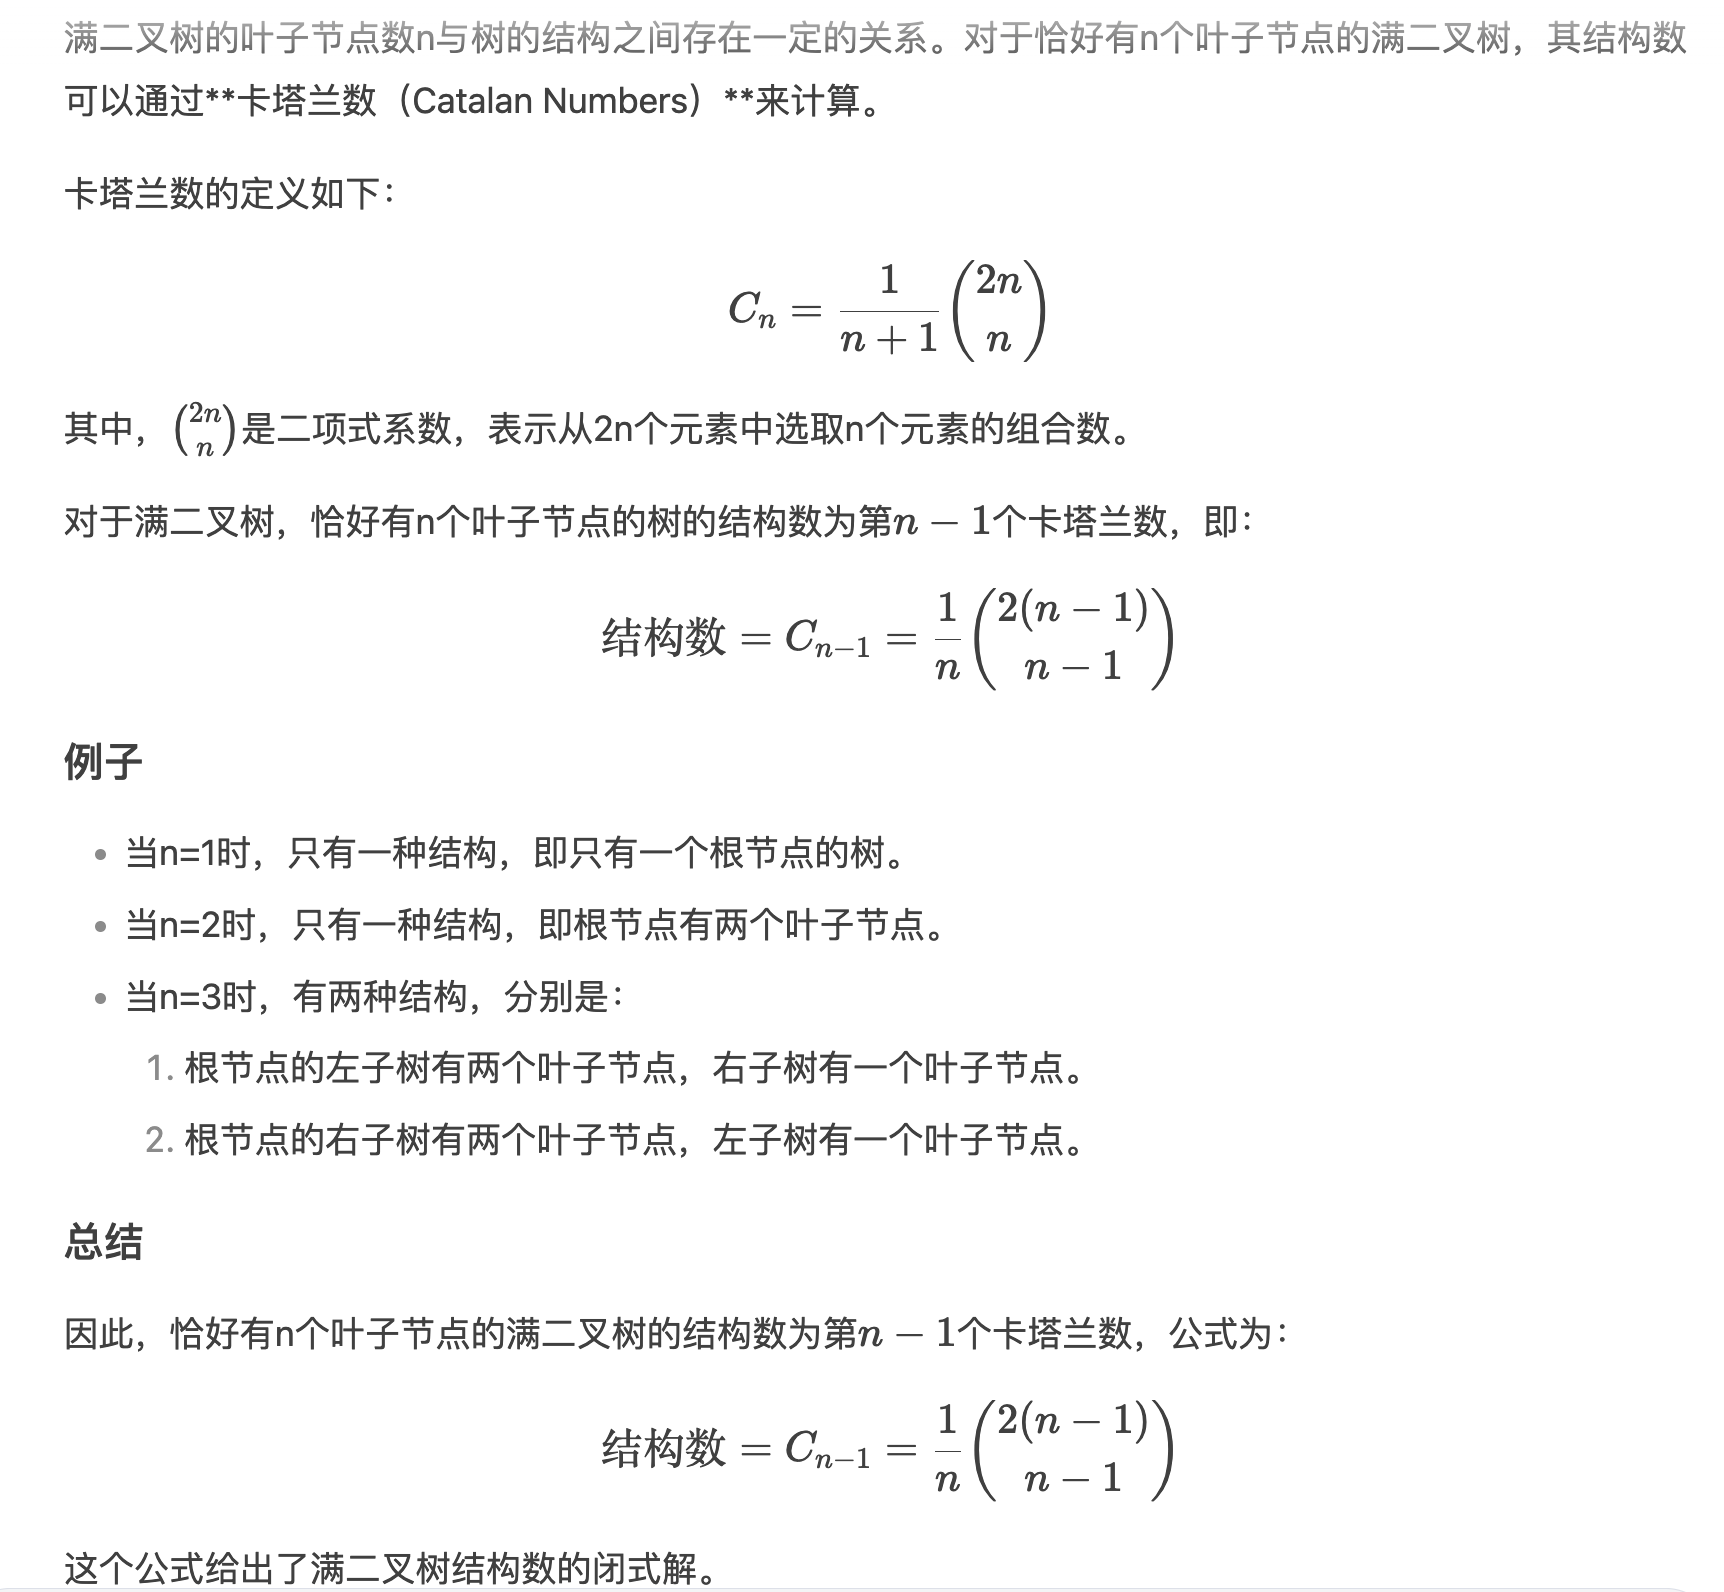 满二叉树的叶子节点数n与树的结构之间存在一定的关系。对于恰好有n个叶子节点的满二叉树，其结构数
可以通过**卡塔兰数（Catalan Numbers）**来计算。
卡塔兰数的定义如下：
$C_n = \frac{1}{n+1}\binom{2n}{n}$
其中，$\binom{2n}{n}$是二项式系数，表示从2n个元素中选取n个元素的组合数。
对于满二叉树，恰好有n个叶子节点的树的结构数为第$n-1$个卡塔兰数，即：
结构数 $= C_{n-1} = \frac{1}{n}\binom{2(n-1)}{n-1}$
例子
• 当n=1时，只有一种结构，即只有一个根节点的树。
• 当n=2时，只有一种结构，即根节点有两个叶子节点。
• 当n=3时，有两种结构，分别是：
1. 根节点的左子树有两个叶子节点，右子树有一个叶子节点。
2. 根节点的右子树有两个叶子节点，左子树有一个叶子节点。
总结
因此，恰好有n个叶子节点的满二叉树的结构数为第$n-1$个卡塔兰数，公式为：
结构数 $= C_{n-1} = \frac{1}{n}\binom{2(n-1)}{n-1}$
这个公式给出了满二叉树结构数的闭式解。